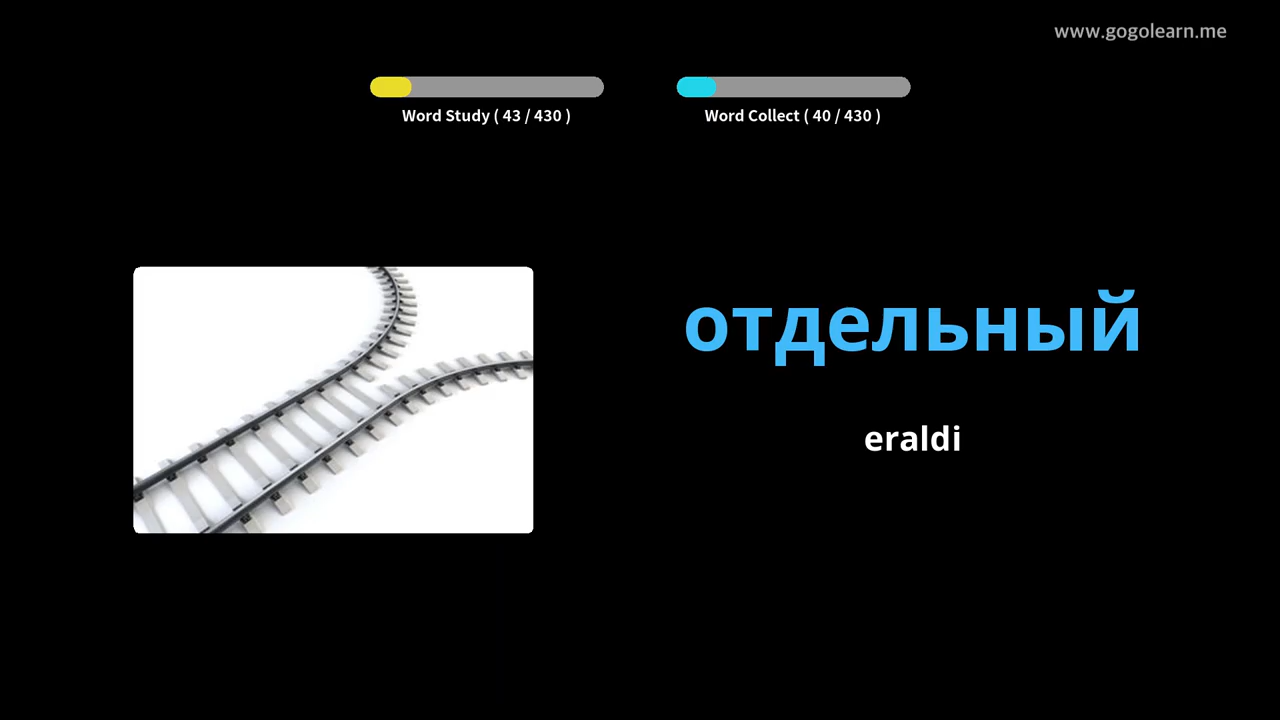 www.gogolearn.me
Word Study ( 43 / 430 )
Word Collect ( 40 / 430 )
отдельный
eraldi